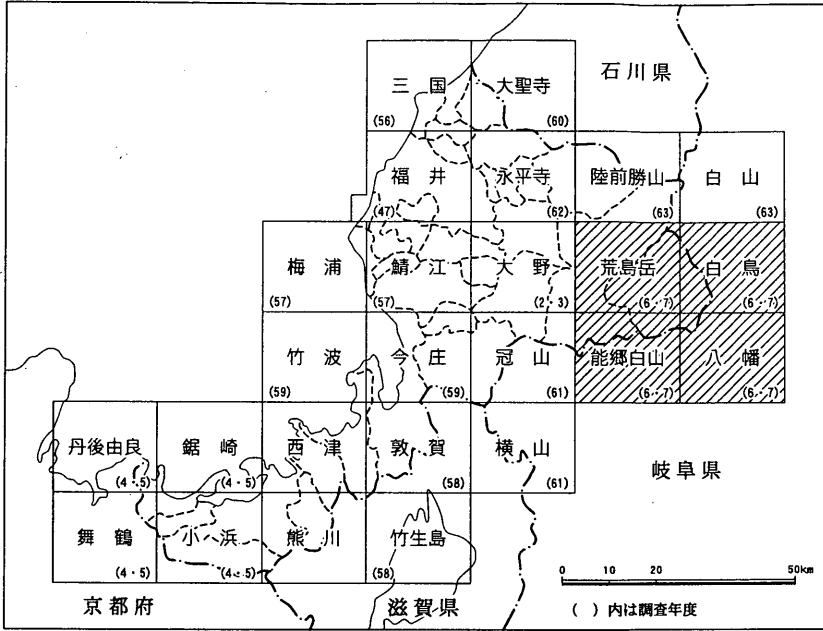 石川県
三国 大聖寺
(56) (60)
福井 永平寺 陸前勝山 白山
(47) (62) (63) (63)
梅浦 鯖江 大野 荒島岳 白鳥
(57) (57) (2・3) (6・7) (6・7)
竹波 今庄 冠山 能郷白山 八幡
(59) (59) (61) (6・7) (6・7)
丹後由良 鋸崎 西津 敦賀 横山
(4・5) (4・5) (58) (61)
岐阜県
舞鶴 小浜 熊川 竹生島
(4・5) (4・5) (58)
0 10 20 50km
京都府 滋賀県 ( ) 内は調査年度